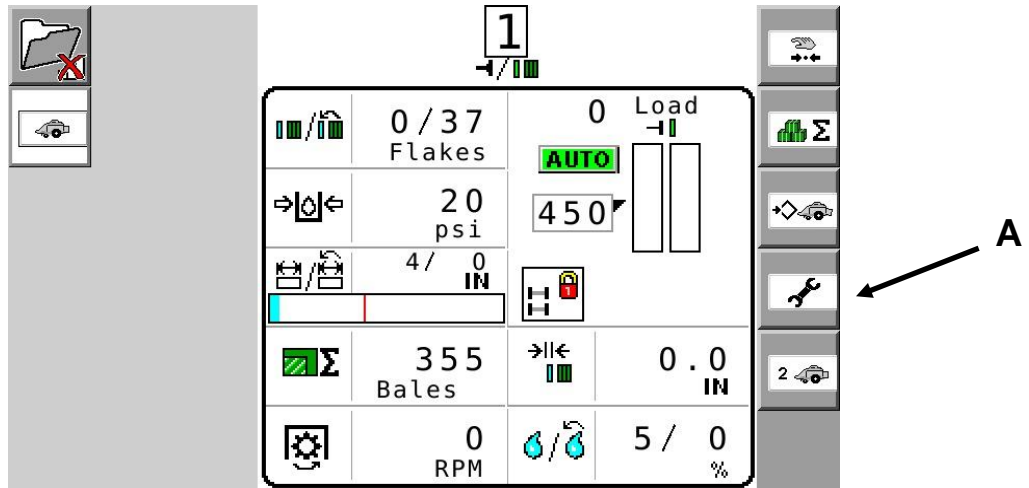 1
0/37
Flakes
0 Load
AUTO
20
psi
450
4/ 0
IN
1
355
Bales
0.0
IN
0
RPM
5/ 0
%
Σ
Σ
2
A